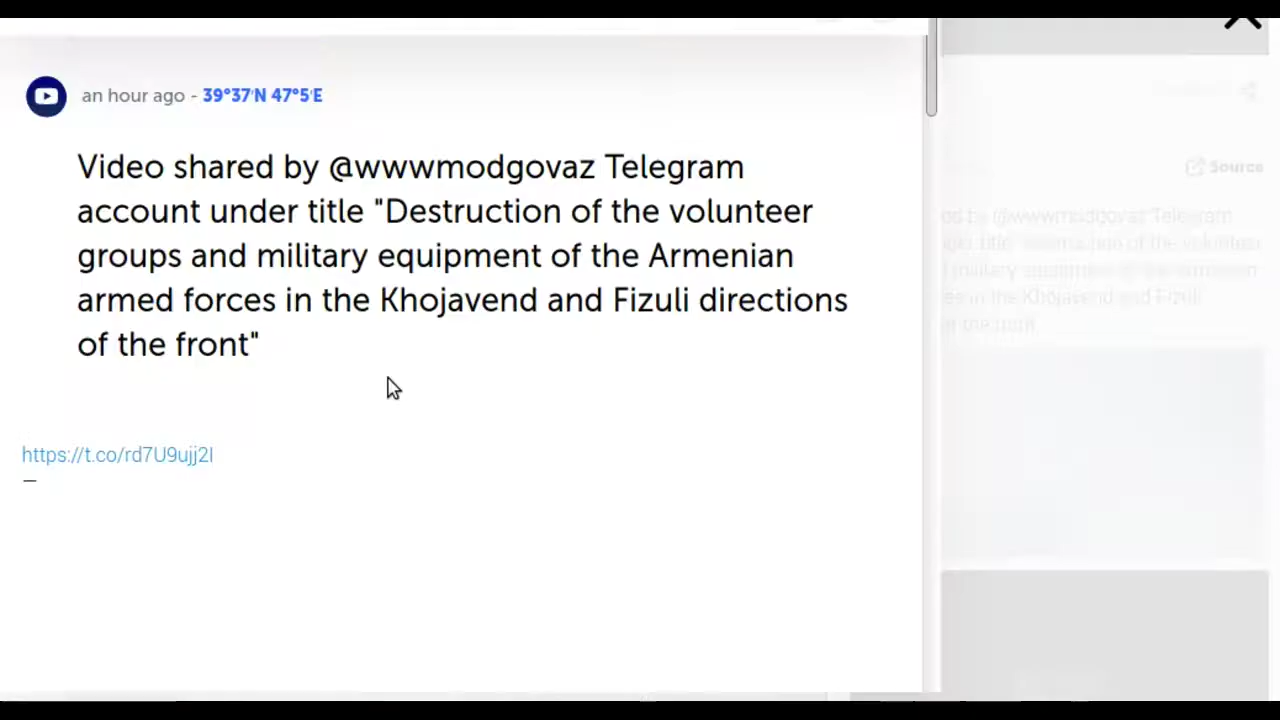 an hour ago - 39°37′N 47°5′E
Video shared by @wwwmodgovaz Telegram
account under title "Destruction of the volunteer
groups and military equipment of the Armenian
armed forces in the Khojavend and Fizuli directions
of the front"
https://t.co/rd7U9ujj2I
—
Source